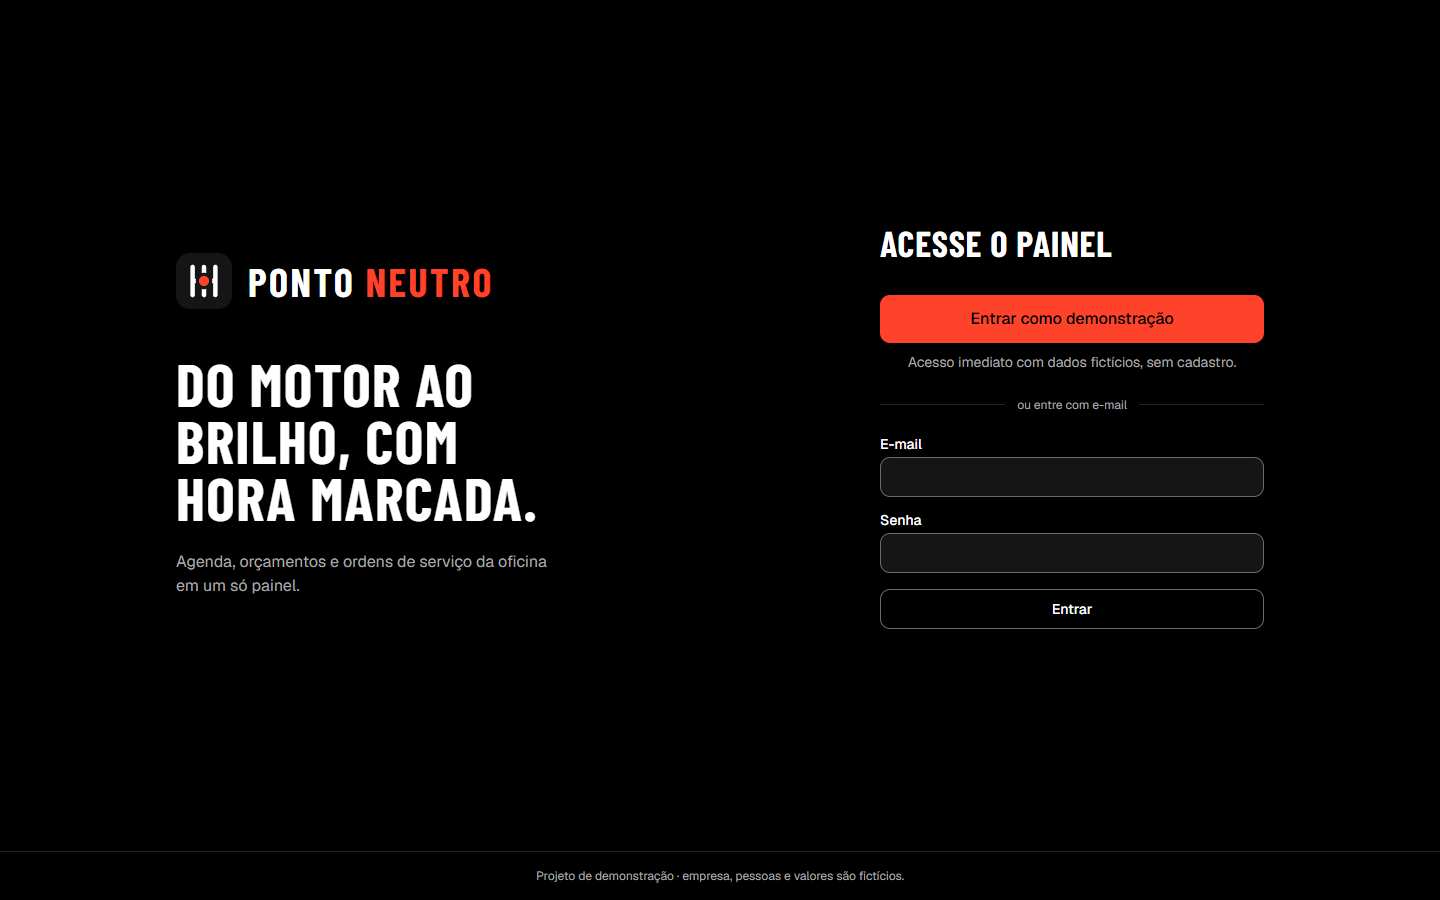 PONTO NEUTRO
DO MOTOR AO
BRILHO, COM
HORA MARCADA.
Agenda, orçamentos e ordens de serviço da oficina
em um só painel.
ACESSE O PAINEL
Entrar como demonstração
Acesso imediato com dados fictícios, sem cadastro.
ou entre com e-mail
E-mail
Senha
Entrar
Projeto de demonstração · empresa, pessoas e valores são fictícios.